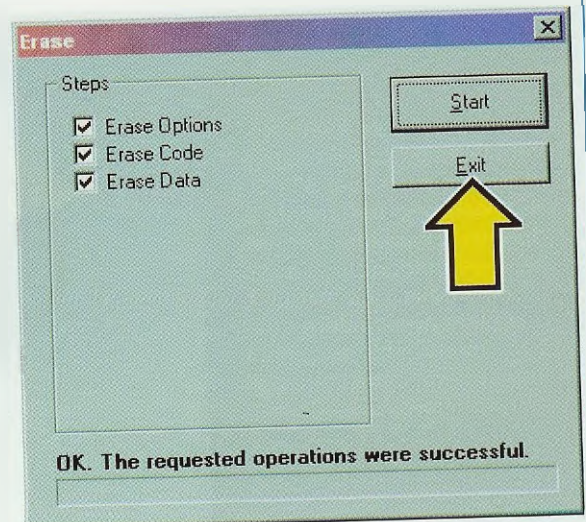 Erase
Steps
Erase Options
Erase Code
Erase Data
Start
Exit
OK. The requested operations were successful.